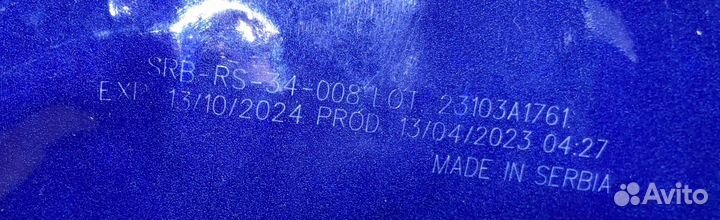 SRB-RS-34-008 LOT 23103A1761
EXP 13/10/2024 PROD 13/04/2023 04:27
MADE IN SERBIA
Avito